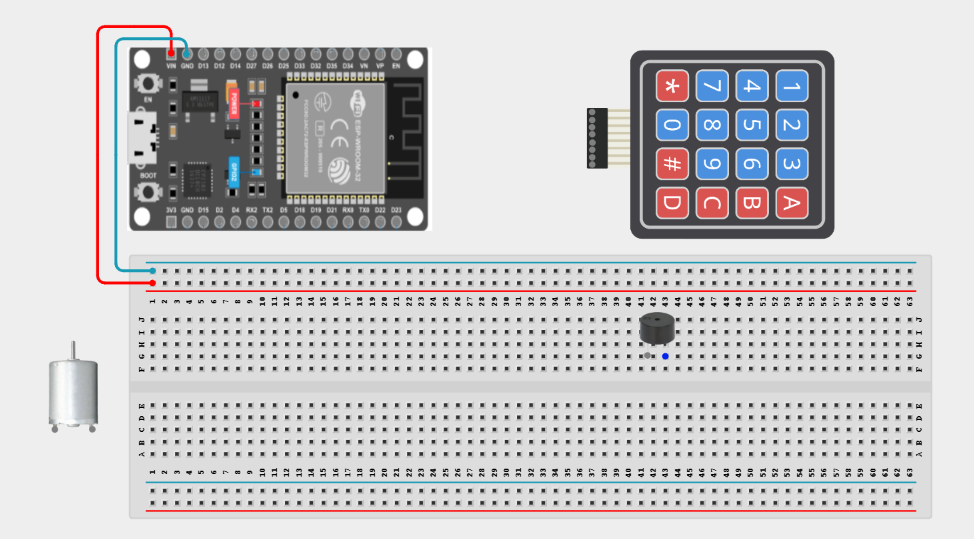 VIN GND D13 D12 D14 D27 D26 D25 D33 D32 D35 D34 VN VP EN
EN
POWER
ESP-WROOM-32
CE
BOOT
GPIO2
3V3 GND D15 D2 D4 RX2 TX2 D5 D18 D19 D21 RX0 TX0 D22 D23
* 7 4 1
0 8 5 2
# 9 6 3
D C B A
1 2 3 4 5 6 7 8 9 10 11 12 13 14 15 16 17 18 19 20 21 22 23 24 25 26 27 28 29 30 31 32 33 34 35 36 37 38 39 40 41 42 43 44 45 46 47 48 49 50 51 52 53 54 55 56 57 58 59 60 61 62 63
J J
I I
H H
G G
F F
E E
D D
C C
B B
A A
1 2 3 4 5 6 7 8 9 10 11 12 13 14 15 16 17 18 19 20 21 22 23 24 25 26 27 28 29 30 31 32 33 34 35 36 37 38 39 40 41 42 43 44 45 46 47 48 49 50 51 52 53 54 55 56 57 58 59 60 61 62 63